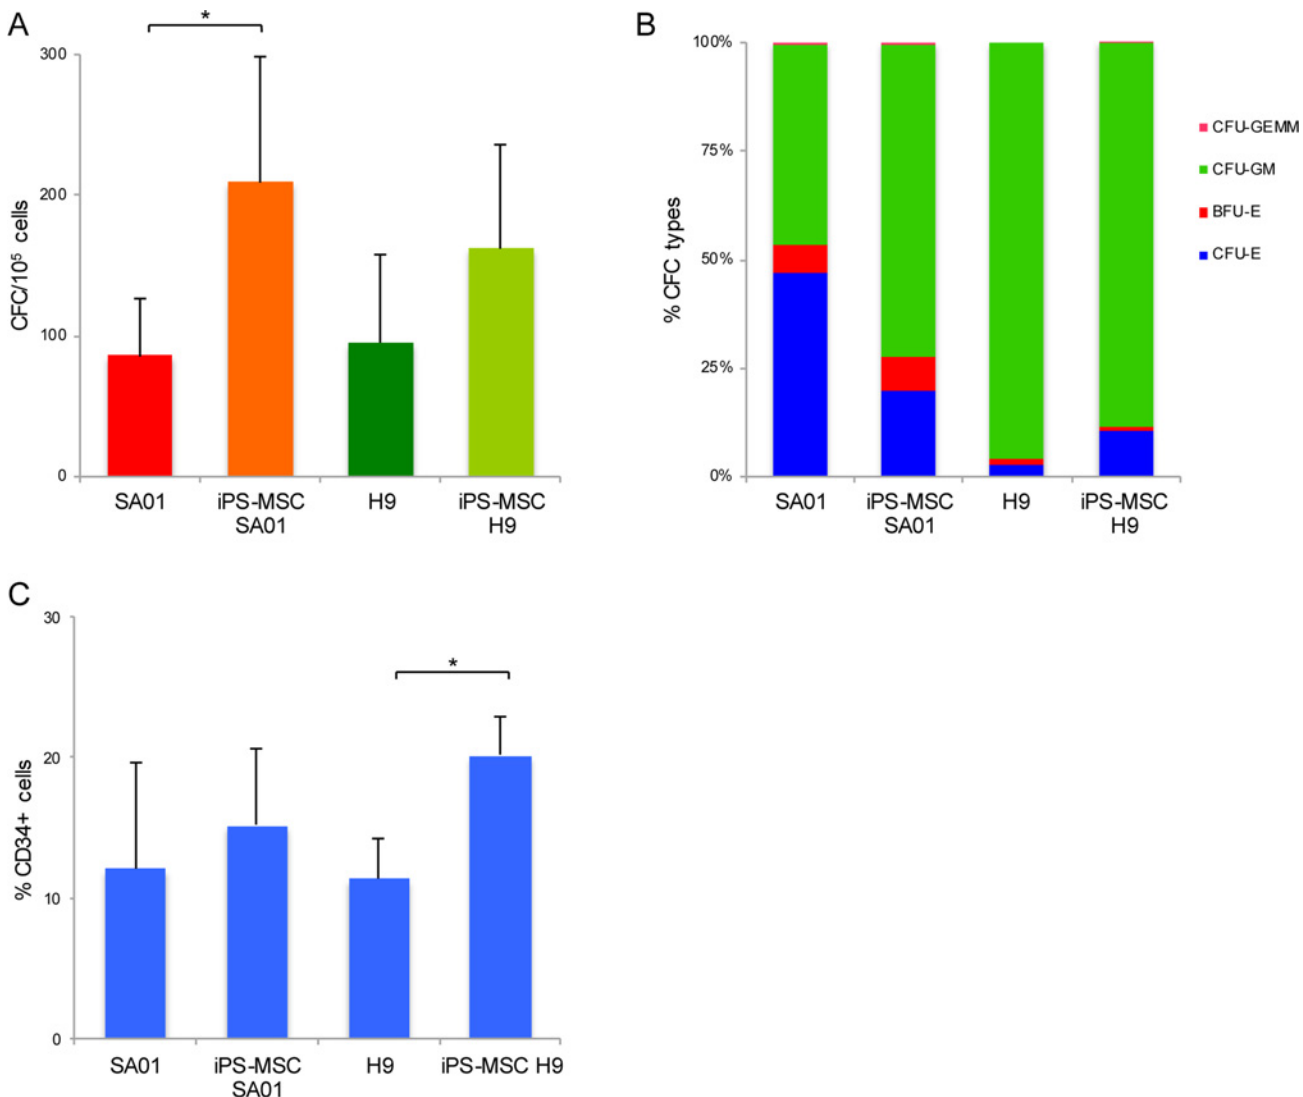 A
*
300
200
100
0
CFC/10⁵ cells
SA01
iPS-MSC
SA01
H9
iPS-MSC
H9
B
100%
75%
50%
25%
0%
% CFC types
SA01
iPS-MSC
SA01
H9
iPS-MSC
H9
CFU-GEMM
CFU-GM
BFU-E
CFU-E
C
30
20
10
0
% CD34+ cells
*
SA01
iPS-MSC
SA01
H9
iPS-MSC H9